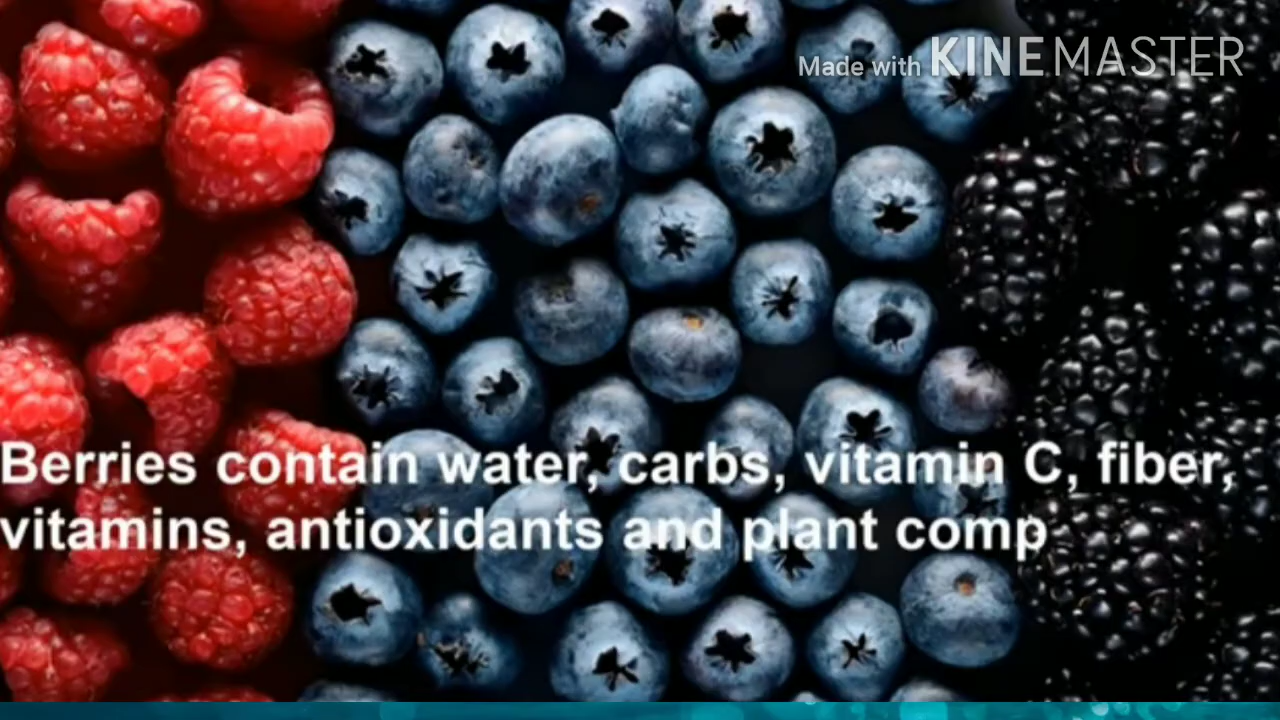 Made with KINEMASTER
Berries contain water, carbs, vitamin C, fiber,
vitamins, antioxidants and plant comp